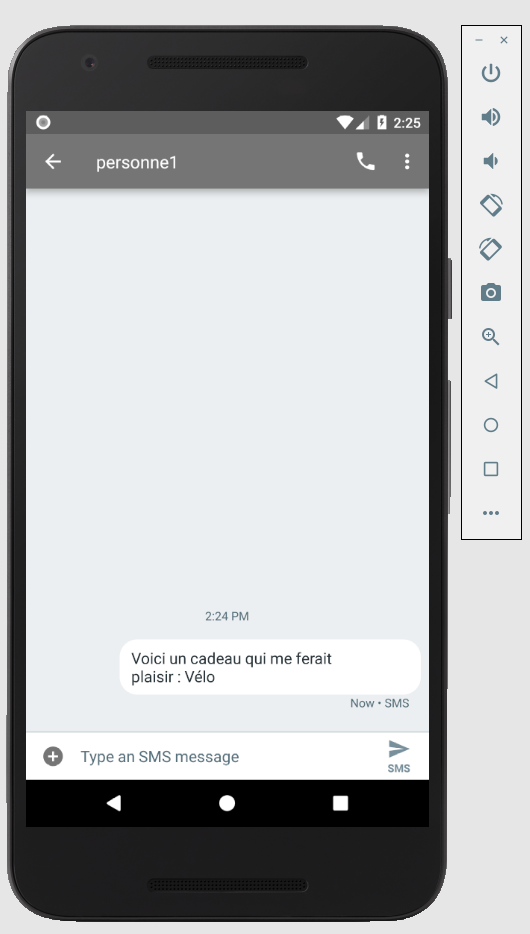 2:25
personne1
2:24 PM
Voici un cadeau qui me ferait
plaisir : Vélo
Now • SMS
Type an SMS message
SMS